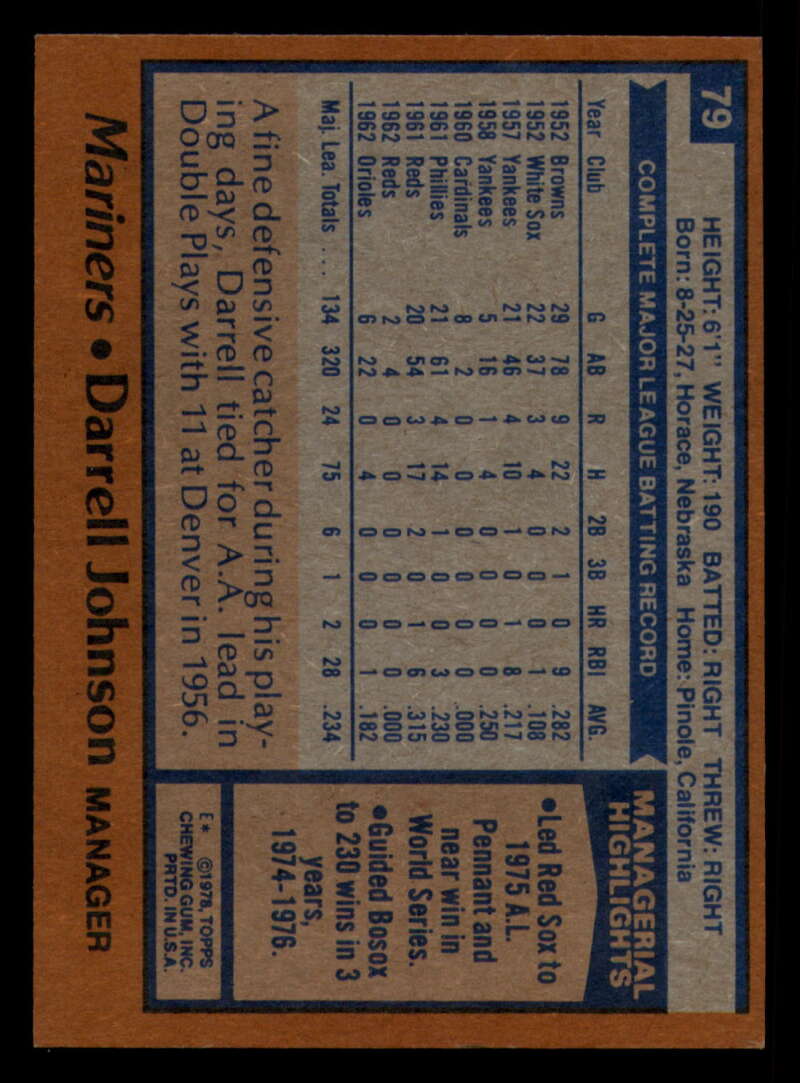 79
HEIGHT: 6'1" WEIGHT: 190 BATTED: RIGHT THREW: RIGHT
Born: 8-25-27, Horace, Nebraska Home: Pinole, California
COMPLETE MAJOR LEAGUE BATTING RECORD
Year Club G AB R H 2B 3B HR RBI AVG.
1952 Browns 29 78 9 22 2 1 0 9 .282
1952 White Sox 22 37 3 4 0 0 0 1 .108
1957 Yankees 21 46 4 10 1 0 1 8 .217
1958 Yankees 5 16 1 4 0 0 0 0 .250
1960 Cardinals 8 2 0 0 0 0 0 0 .000
1961 Phillies 21 61 4 14 1 0 0 3 .230
1961 Reds 20 54 3 17 2 0 1 6 .315
1962 Reds 2 4 0 0 0 0 0 0 .000
1962 Orioles 6 22 0 4 0 0 0 1 .182
Maj. Lea. Totals .... 134 320 24 75 6 1 2 28 .234
A fine defensive catcher during his play-
ing days, Darrell tied for A.A. lead in
Double Plays with 11 at Denver in 1956.
MANAGERIAL
HIGHLIGHTS
•Led Red Sox to
1975 A.L.
Pennant and
near win in
World Series.
•Guided Bosox
to 230 wins in 3
years,
1974-1976.
E* ©1978, TOPPS
CHEWING GUM, INC.
PRTD. IN U.S.A.
Mariners • Darrell Johnson MANAGER